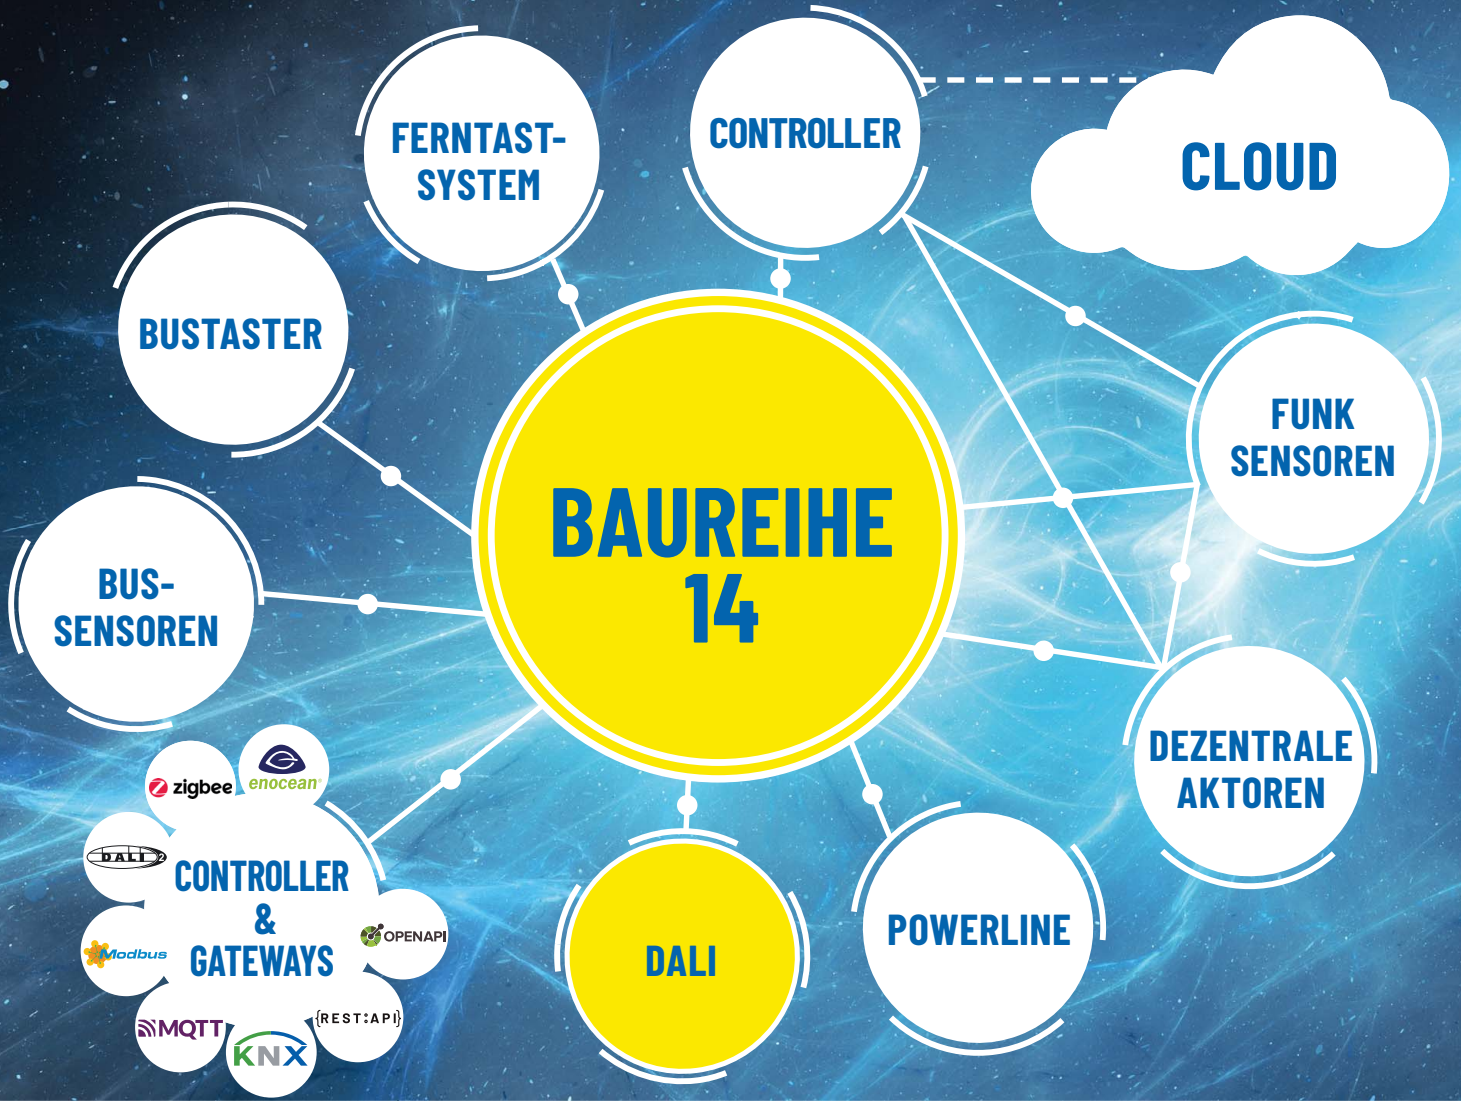 FERNTAST-
SYSTEM
CONTROLLER
CLOUD
BUSTASTER
FUNK
SENSOREN
BAUREIHE
14
BUS-
SENSOREN
DEZENTRALE
AKTOREN
zigbee
enocean®
DALI 2
CONTROLLER
&
GATEWAYS
Modbus
OPENAPI
MQTT
{REST:API}
KNX
DALI
POWERLINE